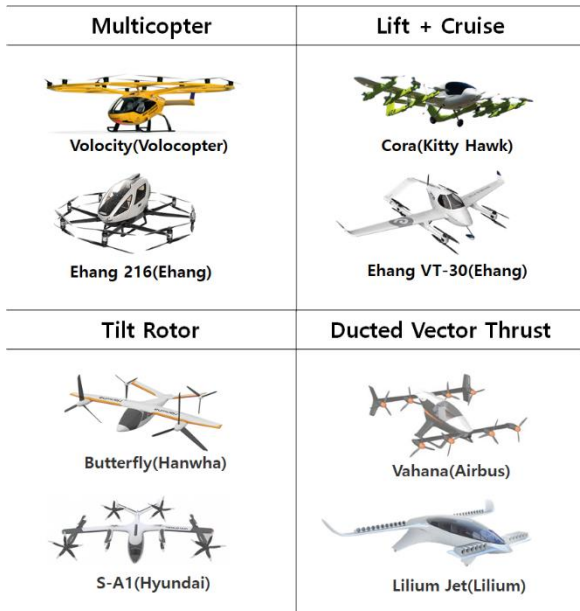 Multicopter
Lift + Cruise
Volocity(Volocopter)
Cora(Kitty Hawk)
Ehang 216(Ehang)
Ehang VT-30(Ehang)
Tilt Rotor
Ducted Vector Thrust
Butterfly(Hanwha)
Vahana(Airbus)
S-A1(Hyundai)
Lilium Jet(Lilium)